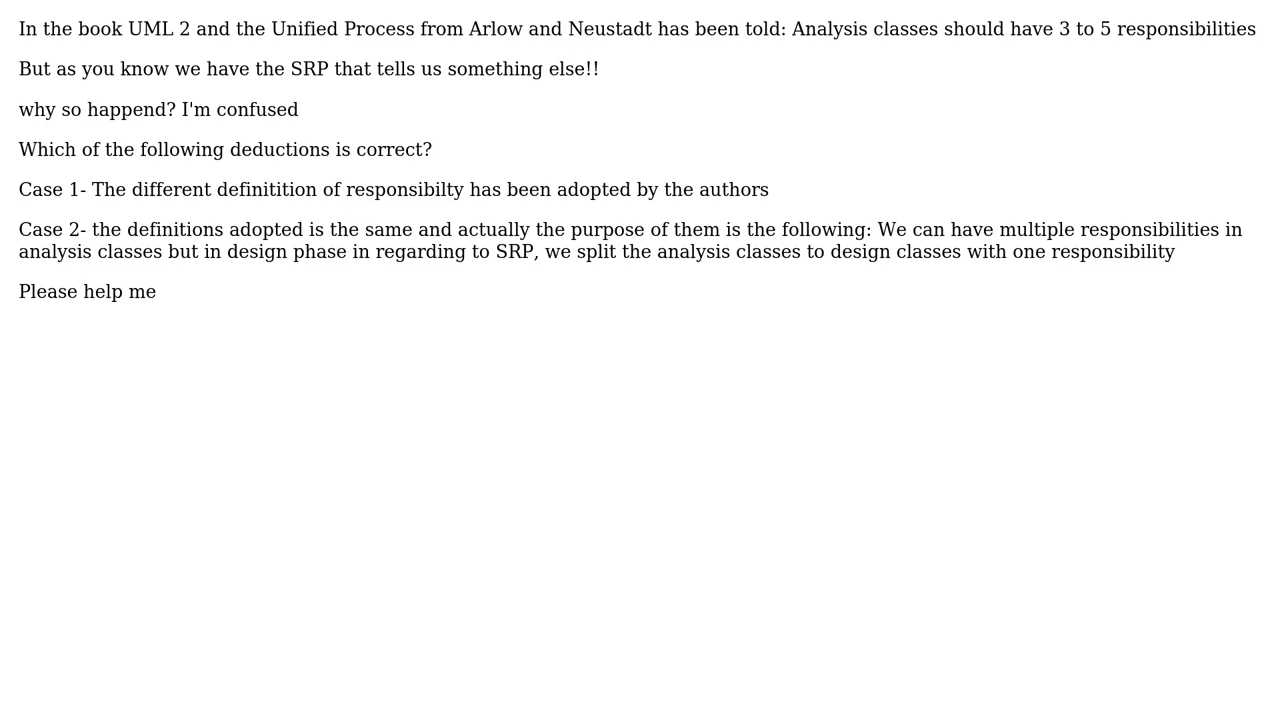 In the book UML 2 and the Unified Process from Arlow and Neustadt has been told: Analysis classes should have 3 to 5 responsibilities
But as you know we have the SRP that tells us something else!!
why so happend? I'm confused
Which of the following deductions is correct?
Case 1- The different definitition of responsibilty has been adopted by the authors
Case 2- the definitions adopted is the same and actually the purpose of them is the following: We can have multiple responsibilities in
analysis classes but in design phase in regarding to SRP, we split the analysis classes to design classes with one responsibility
Please help me